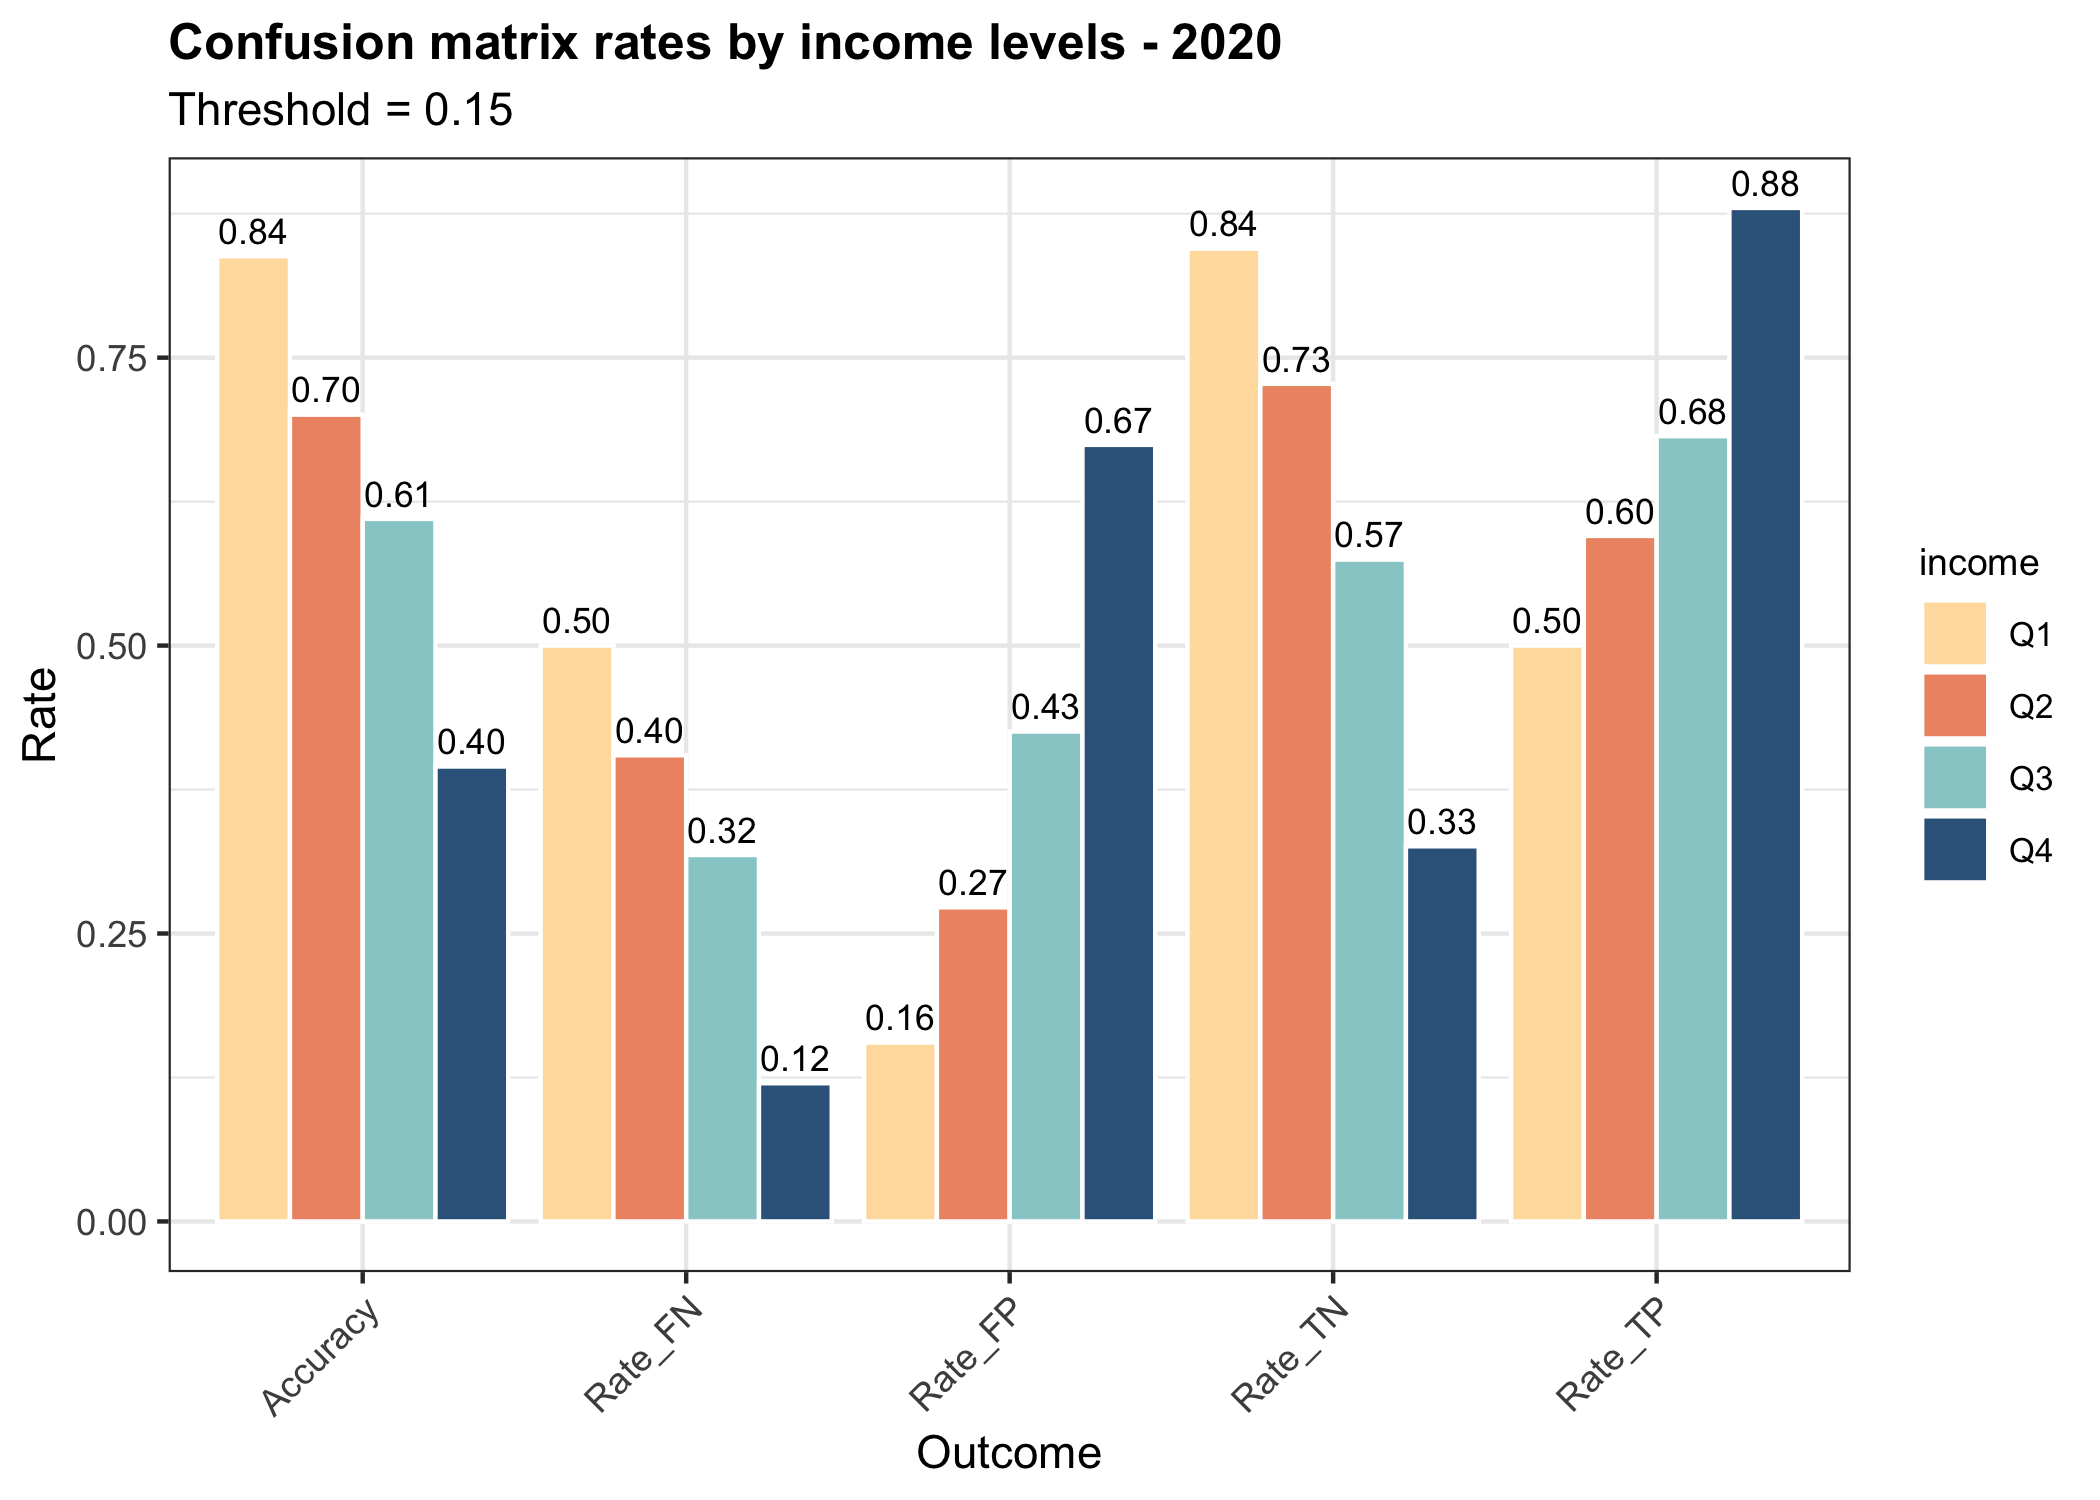 Confusion matrix rates by income levels - 2020
Threshold = 0.15
Rate
0.75
0.50
0.25
0.00
0.84
0.70
0.61
0.40
0.50
0.40
0.32
0.12
0.16
0.27
0.43
0.67
0.84
0.73
0.57
0.33
0.50
0.60
0.68
0.88
Accuracy
Rate_FN
Rate_FP
Rate_TN
Rate_TP
Outcome
income
Q1
Q2
Q3
Q4